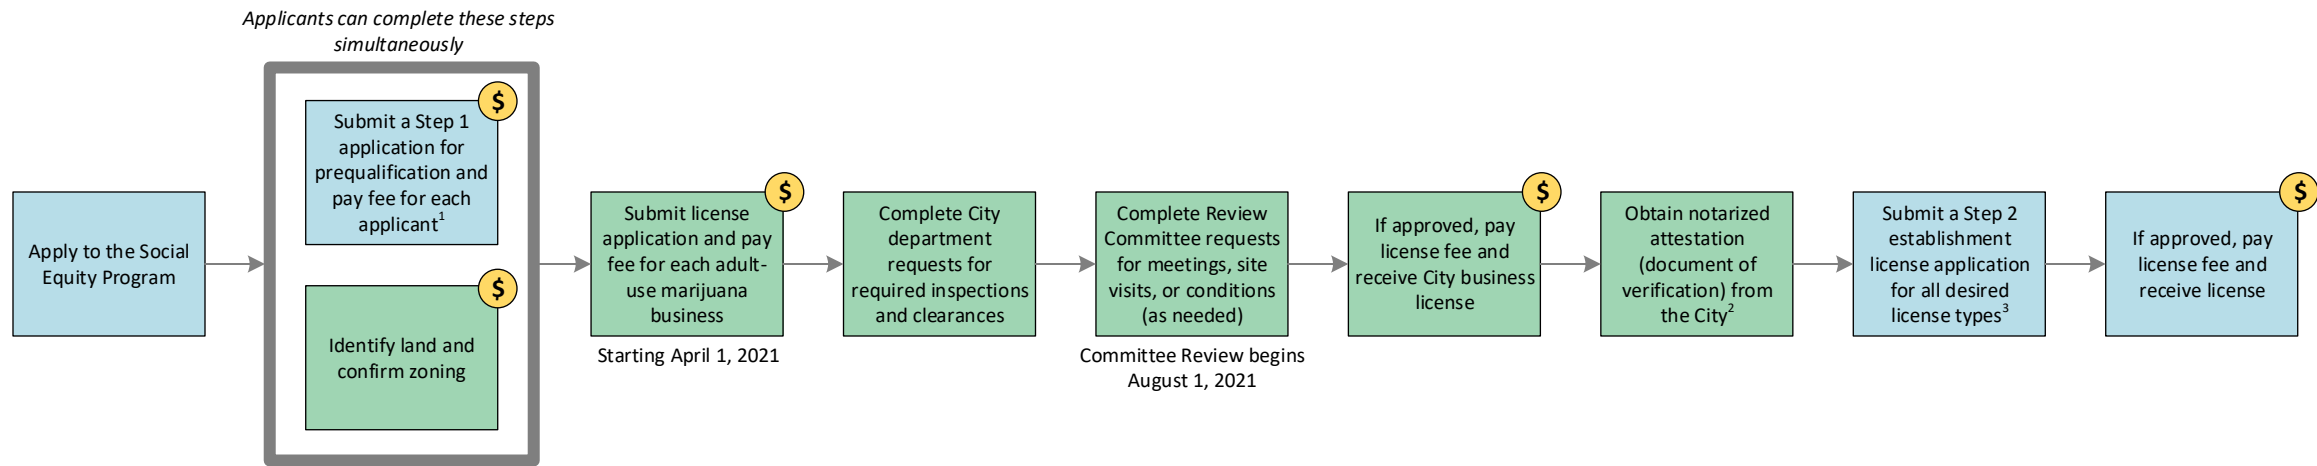 Applicants can complete these steps
simultaneously
Apply to the Social
Equity Program
$
Submit a Step 1
application for
prequalification and
pay fee for each
applicant1
$
Identify land and
confirm zoning
$
Submit license
application and pay
fee for each adult-
use marijuana
business
Starting April 1, 2021
Complete City
department
requests for
required inspections
and clearances
Complete Review
Committee requests
for meetings, site
visits, or conditions
(as needed)
Committee Review begins
August 1, 2021
$
If approved, pay
license fee and
receive City business
license
Obtain notarized
attestation
(document of
verification) from
the City2
Submit a Step 2
establishment
license application
for all desired
license types3
$
If approved, pay
license fee and
receive license